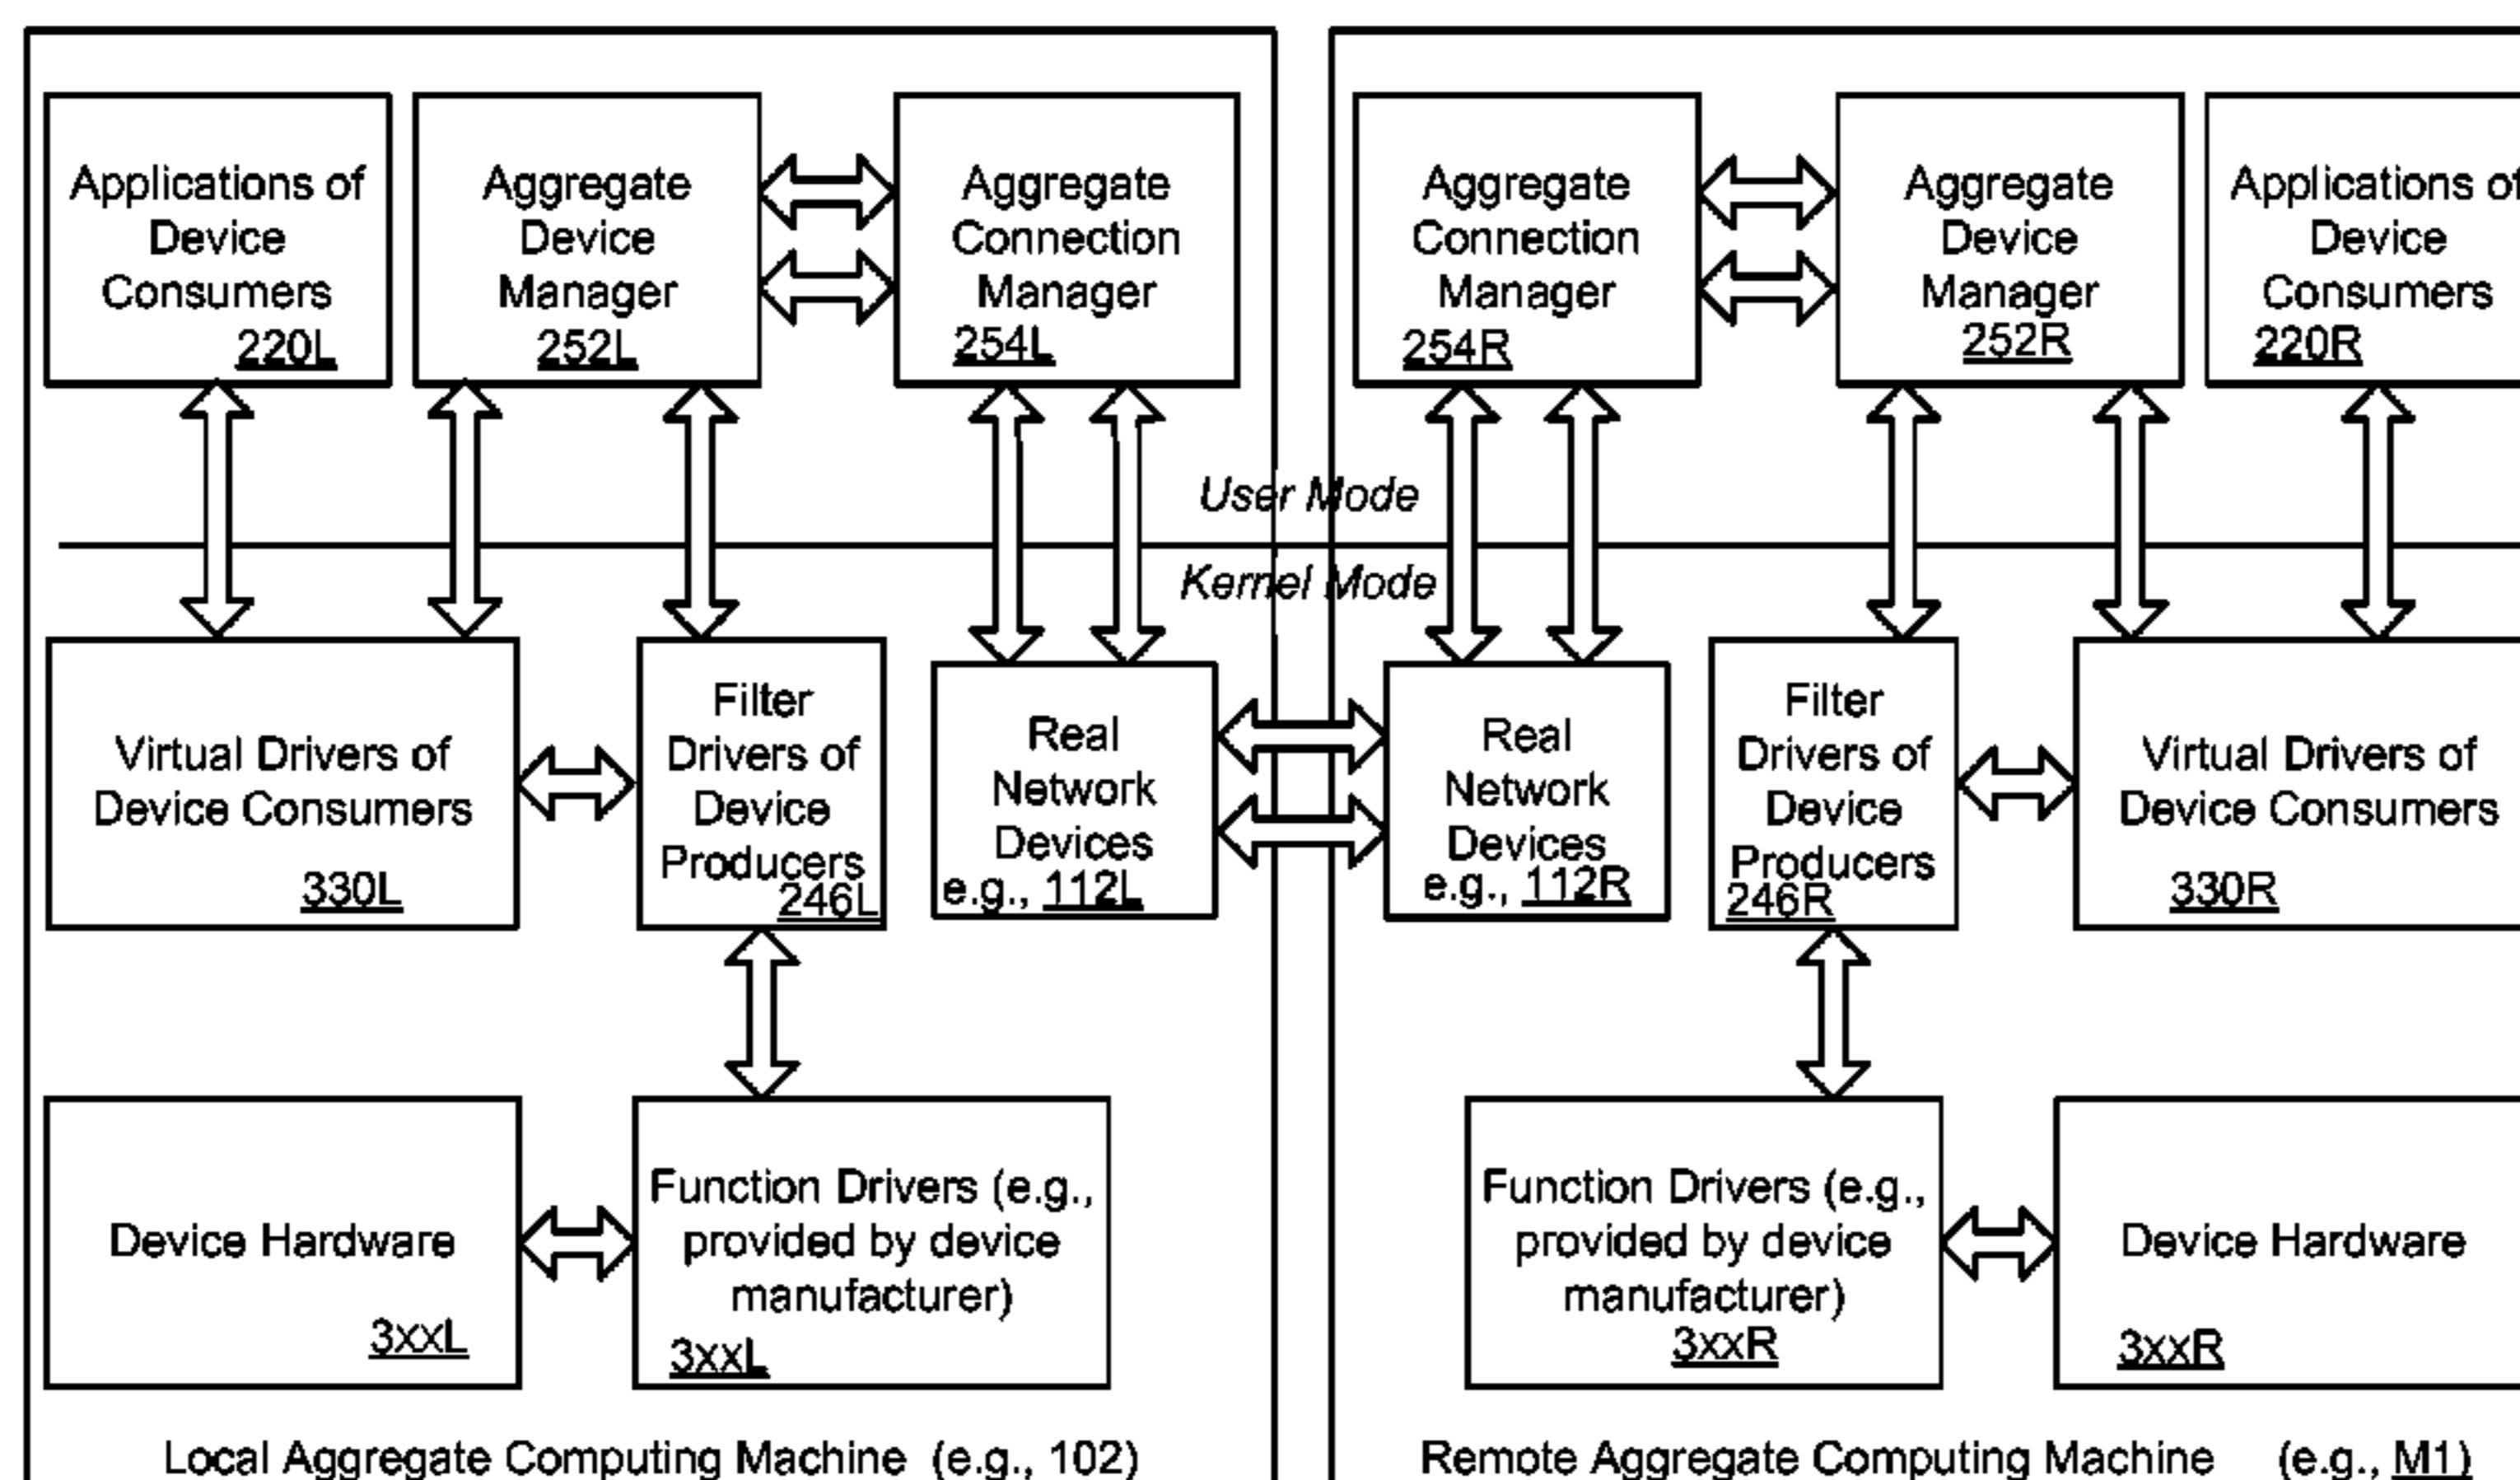 Applications of
Device
Consumers
220L
Aggregate
Device
Manager
252L
Aggregate
Connection
Manager
254L
Aggregate
Connection
Manager
254R
Aggregate
Device
Manager
252R
Applications of
Device
Consumers
220R
User Mode
Kernel Mode
Virtual Drivers of
Device Consumers
330L
Filter
Drivers of
Device
Producers
246L
Real
Network
Devices
e.g., 112L
Real
Network
Devices
e.g., 112R
Filter
Drivers of
Device
Producers
246R
Virtual Drivers of
Device Consumers
330R
Device Hardware
3xxL
Function Drivers (e.g.,
provided by device
manufacturer)
3xxL
Function Drivers (e.g.,
provided by device
manufacturer)
3xxR
Device Hardware
3xxR
Local Aggregate Computing Machine (e.g., 102)
Remote Aggregate Computing Machine (e.g., M1)